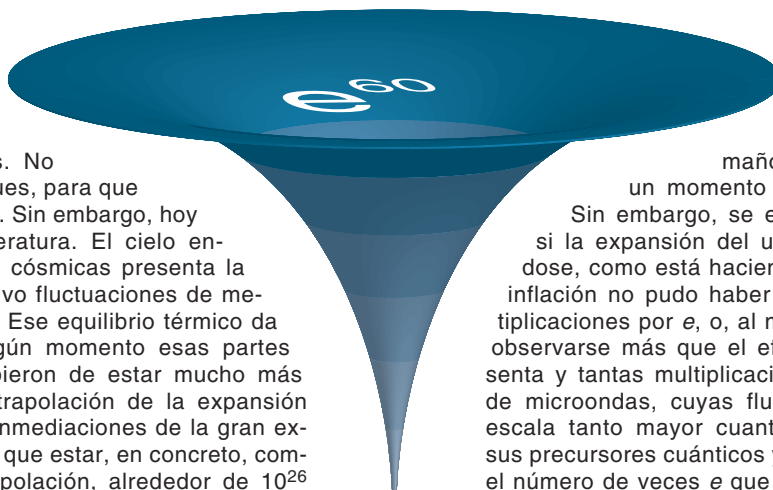 e⁶⁰
s. No
ues, para que
. Sin embargo, hoy
eratura. El cielo en-
cósmicas presenta la
vo fluctuaciones de me-
Ese equilibrio térmico da
gún momento esas partes
bieron de estar mucho más
trapolación de la expansión
nmediaciones de la gran ex-
que estar, en concreto, com-
polación, alrededor de 10²⁶
maño
un momento
Sin embargo, se e
si la expansión del u
dose, como está hacien
inflación no pudo haber
tiplicaciones por e, o, al m
observarse más que el ef
senta y tantas multiplicaci
de microondas, cuyas flu
escala tanto mayor cuant
sus precursores cuánticos y
el número de veces e que